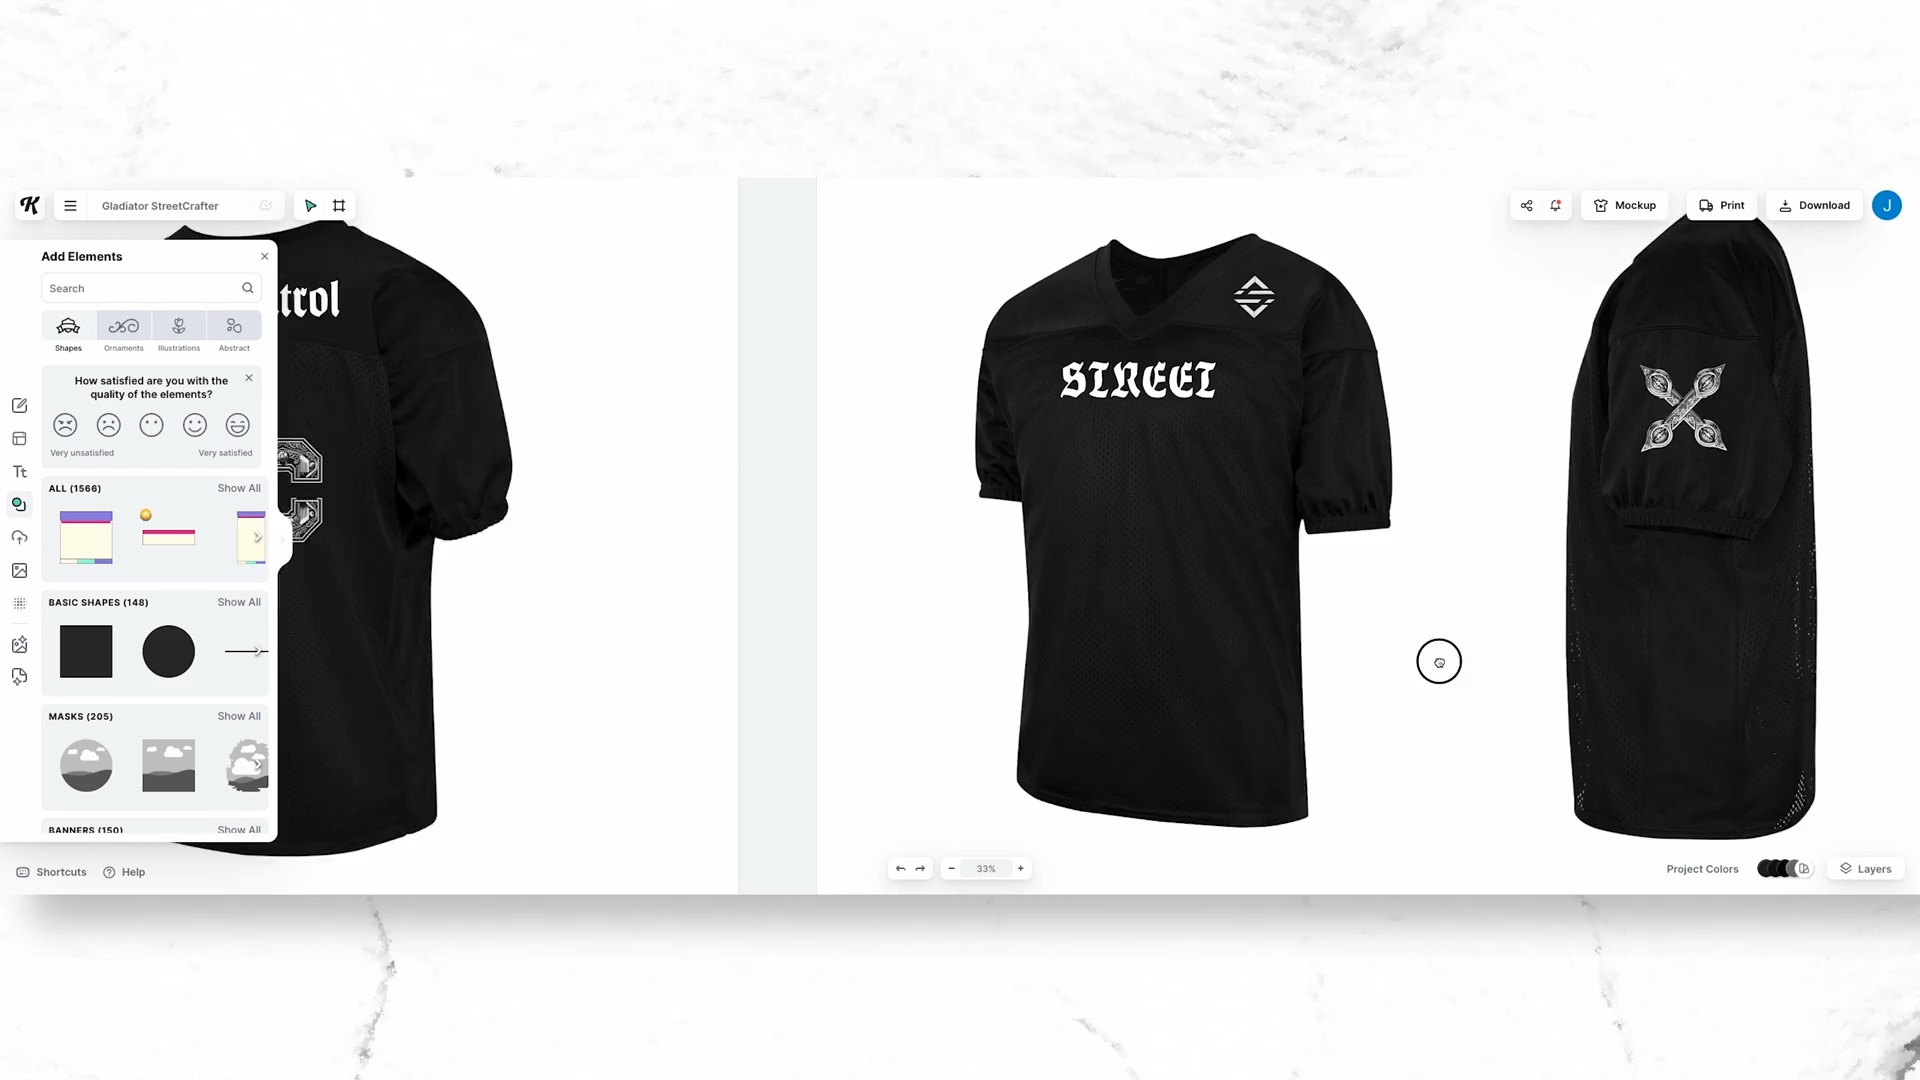 K
Gladiator StreetCrafter
Mockup
Print
Download
J
Add Elements
Search
Shapes
Ornaments
Illustrations
Abstract
How satisfied are you with the
quality of the elements?
Very unsatisfied
Very satisfied
ALL (1566)
Show All
BASIC SHAPES (148)
Show All
MASKS (205)
Show All
BANNERS (150)
Show All
Tt
trol
STREET
Shortcuts
Help
33%
Project Colors
Layers